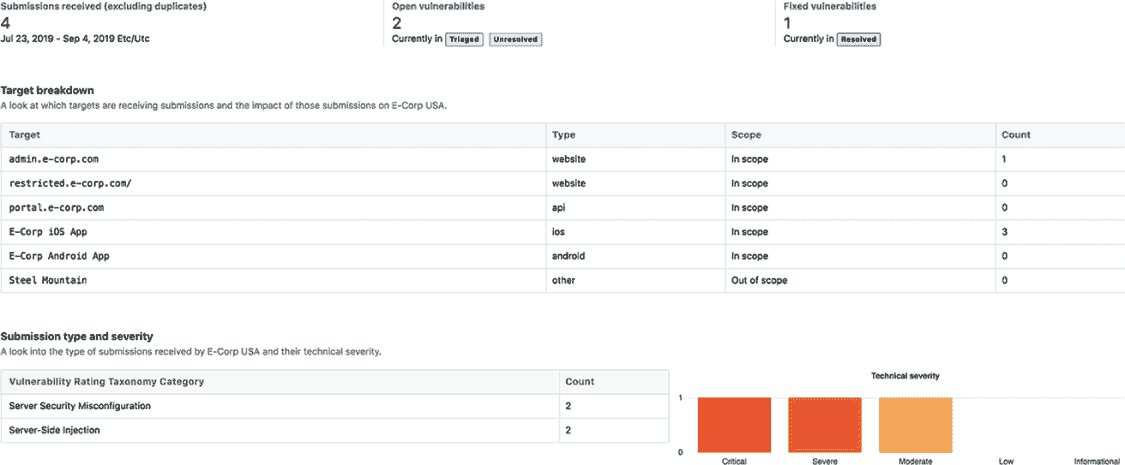 Submissions received (excluding duplicates) Open vulnerabilities Fixed vulnerabilities
4 2 1
Jul 23, 2019 - Sep 4, 2019 Etc/Utc Currently in Triaged Unresolved Currently in Resolved
Target breakdown
A look at which targets are receiving submissions and the impact of those submissions on E-Corp USA.
Target Type Scope Count
admin.e-corp.com website In scope 1
restricted.e-corp.com/ website In scope 0
portal.e-corp.com api In scope 0
E-Corp iOS App ios In scope 3
E-Corp Android App android In scope 0
Steel Mountain other Out of scope 0
Submission type and severity
A look into the type of submissions received by E-Corp USA and their technical severity.
Vulnerability Rating Taxonomy Category Count
Server Security Misconfiguration 2
Server-Side Injection 2
Technical severity
1
0
Critical Severe Moderate Low Informational